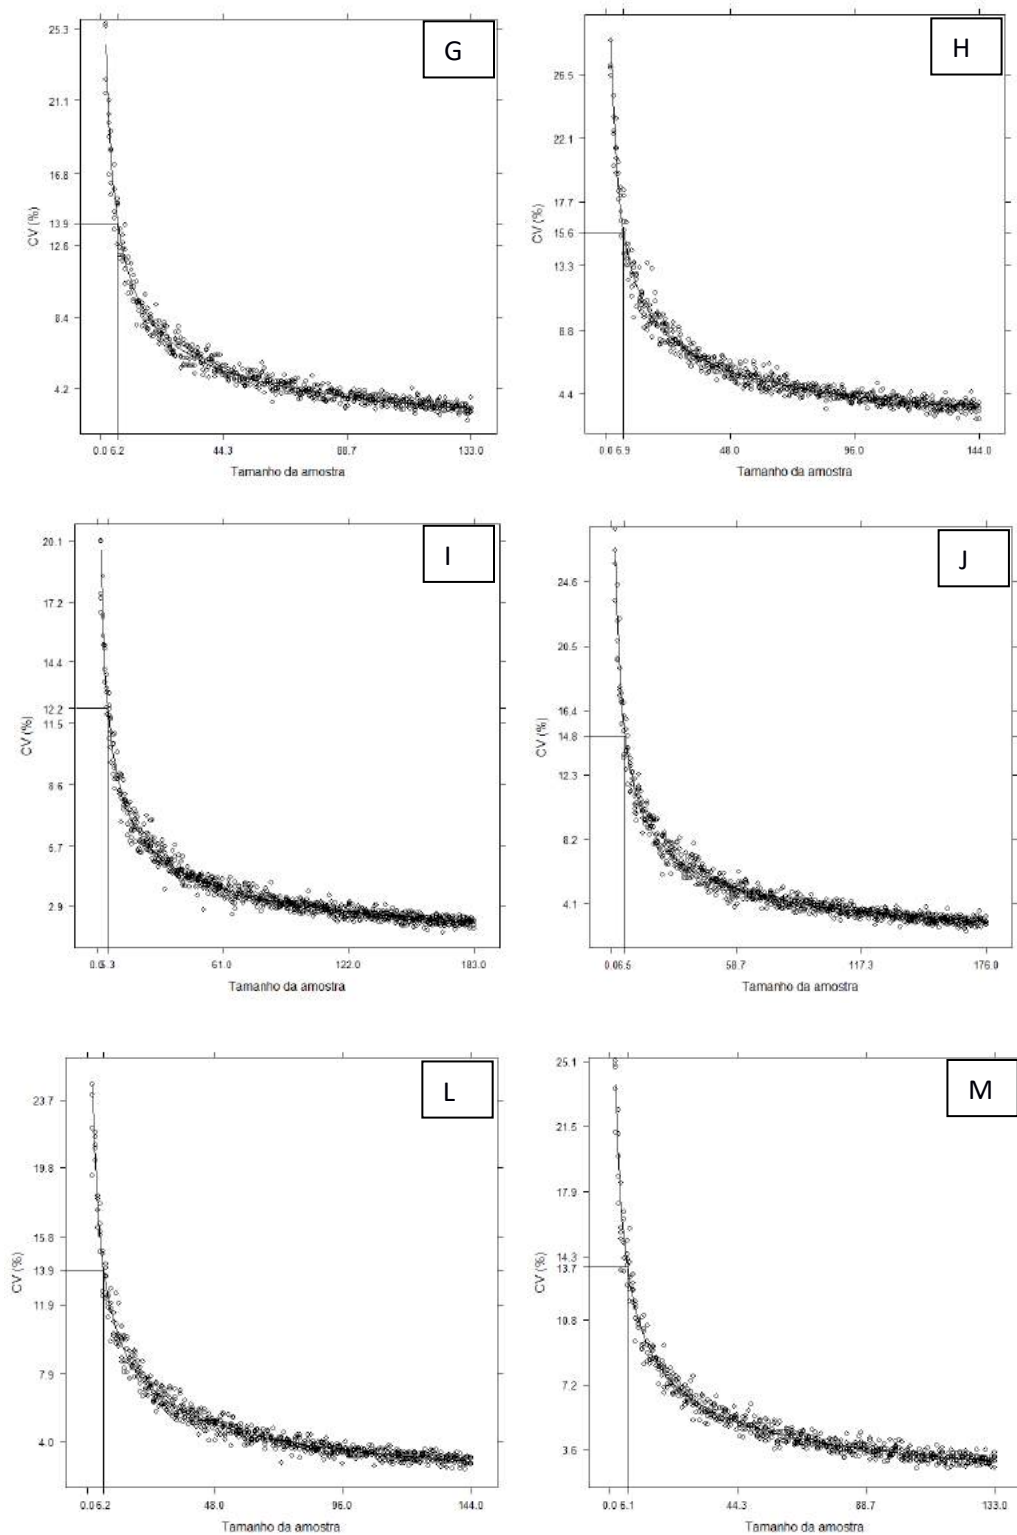 G
25.3
21.1
16.8
13.9
12.6
8.4
4.2
CV (%)
0.0 6.2 44.3 88.7 133.0
Tamanho da amostra
H
26.5
22.1
17.7
15.6
13.3
8.8
4.4
CV (%)
0.0 6.9 48.0 96.0 144.0
Tamanho da amostra
I
20.1
17.2
14.4
12.2
11.5
8.6
5.7
2.9
CV (%)
0.0 5.3 61.0 122.0 183.0
Tamanho da amostra
J
24.6
20.5
16.4
14.8
12.3
8.2
4.1
CV (%)
0.0 6.5 58.7 117.3 176.0
Tamanho da amostra
L
23.7
19.8
15.8
13.9
11.9
7.9
4.0
CV (%)
0.0 6.2 48.0 96.0 144.0
Tamanho da amostra
M
25.1
21.5
17.9
14.3
13.7
10.8
7.2
3.6
CV (%)
0.0 6.1 44.3 88.7 133.0
Tamanho da amostra